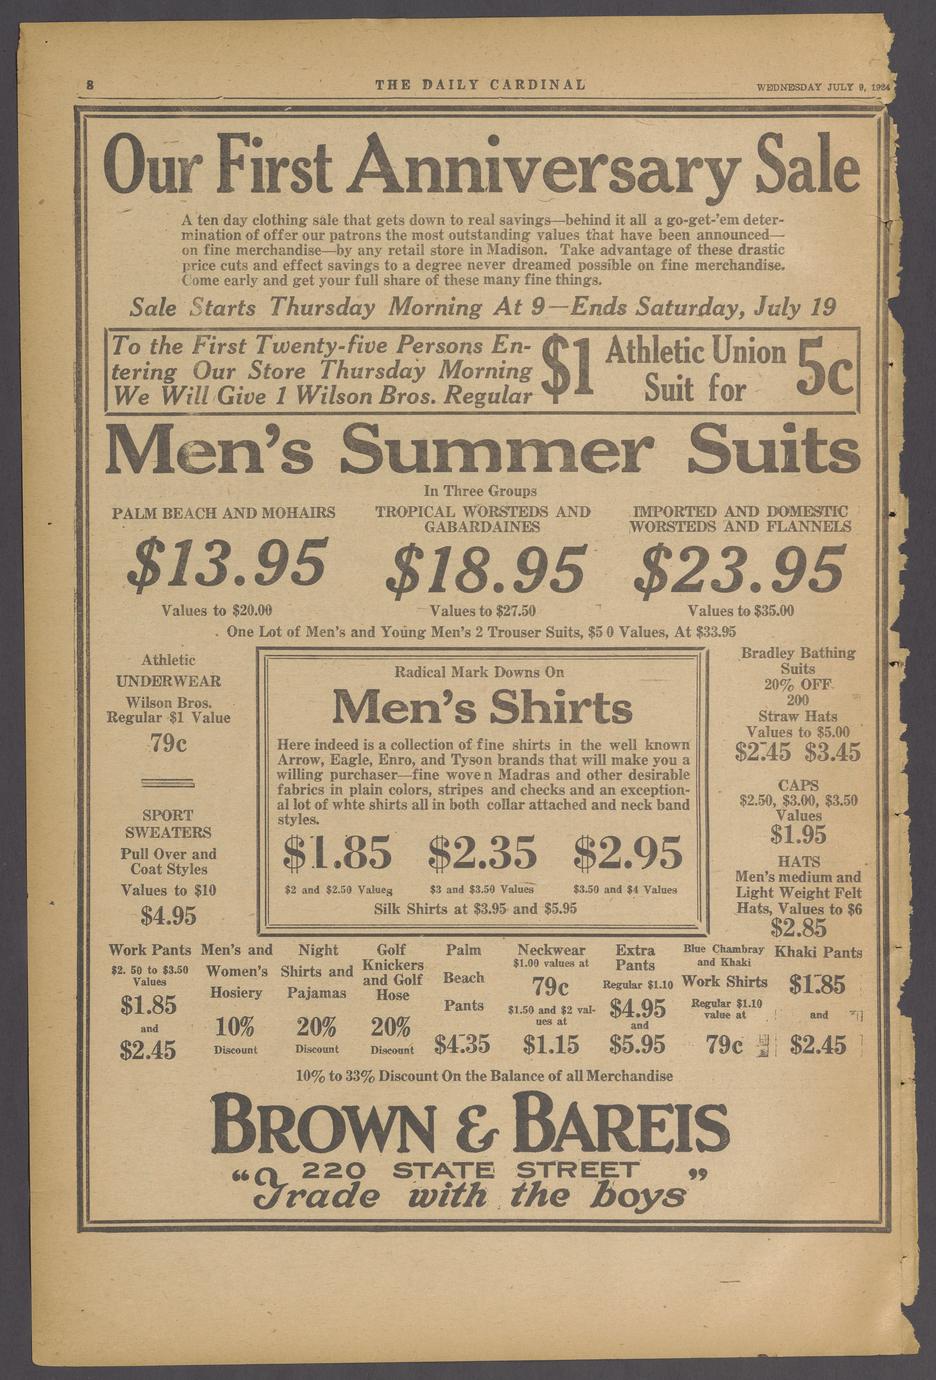 8
THE DAILY CARDINAL
WEDNESDAY JULY 9, 1924
Our First Anniversary Sale
A ten day clothing sale that gets down to real savings—behind it all a go-get-'em deter-
mination of offer our patrons the most outstanding values that have been announced—
on fine merchandise—by any retail store in Madison. Take advantage of these drastic
price cuts and effect savings to a degree never dreamed possible on fine merchandise.
Come early and get your full share of these many fine things.
Sale Starts Thursday Morning At 9—Ends Saturday, July 19
To the First Twenty-five Persons En-
tering Our Store Thursday Morning
We Will Give 1 Wilson Bros. Regular
$1
Athletic Union
Suit for
5c
Men's Summer Suits
In Three Groups
PALM BEACH AND MOHAIRS
$13.95
Values to $20.00
TROPICAL WORSTEDS AND
GABARDAINES
$18.95
Values to $27.50
IMPORTED AND DOMESTIC
WORSTEDS AND FLANNELS
$23.95
Values to $35.00
One Lot of Men's and Young Men's 2 Trouser Suits, $5 0 Values, At $33.95
Athletic
UNDERWEAR
Wilson Bros.
Regular $1 Value
79c
SPORT
SWEATERS
Pull Over and
Coat Styles
Values to $10
$4.95
Radical Mark Downs On
Men's Shirts
Here indeed is a collection of fine shirts in the well known
Arrow, Eagle, Enro, and Tyson brands that will make you a
willing purchaser—fine woven Madras and other desirable
fabrics in plain colors, stripes and checks and an exception-
al lot of whte shirts all in both collar attached and neck band
styles.
$1.85 $2.35 $2.95
$2 and $2.50 Values $3 and $3.50 Values $3.50 and $4 Values
Silk Shirts at $3.95 and $5.95
Bradley Bathing
Suits
20% OFF
200
Straw Hats
Values to $5.00
$2.45 $3.45
CAPS
$2.50, $3.00, $3.50
Values
$1.95
HATS
Men's medium and
Light Weight Felt
Hats, Values to $6
$2.85
Work Pants
$2. 50 to $3.50
Values
$1.85
and
$2.45
Men's and
Women's
Hosiery
10%
Discount
Night
Shirts and
Pajamas
20%
Discount
Golf
Knickers
and Golf
Hose
20%
Discount
Palm
Beach
Pants
$4.35
Neckwear
$1.00 values at
79c
$1.50 and $2 val-
ues at
$1.15
Extra
Pants
Regular $1.10
$4.95
and
$5.95
Blue Chambray
and Khaki
Work Shirts
Regular $1.10
value at
79c
Khaki Pants
$1.85
and
$2.45
10% to 33% Discount On the Balance of all Merchandise
BROWN & BAREIS
220 STATE STREET
"Trade with the boys"